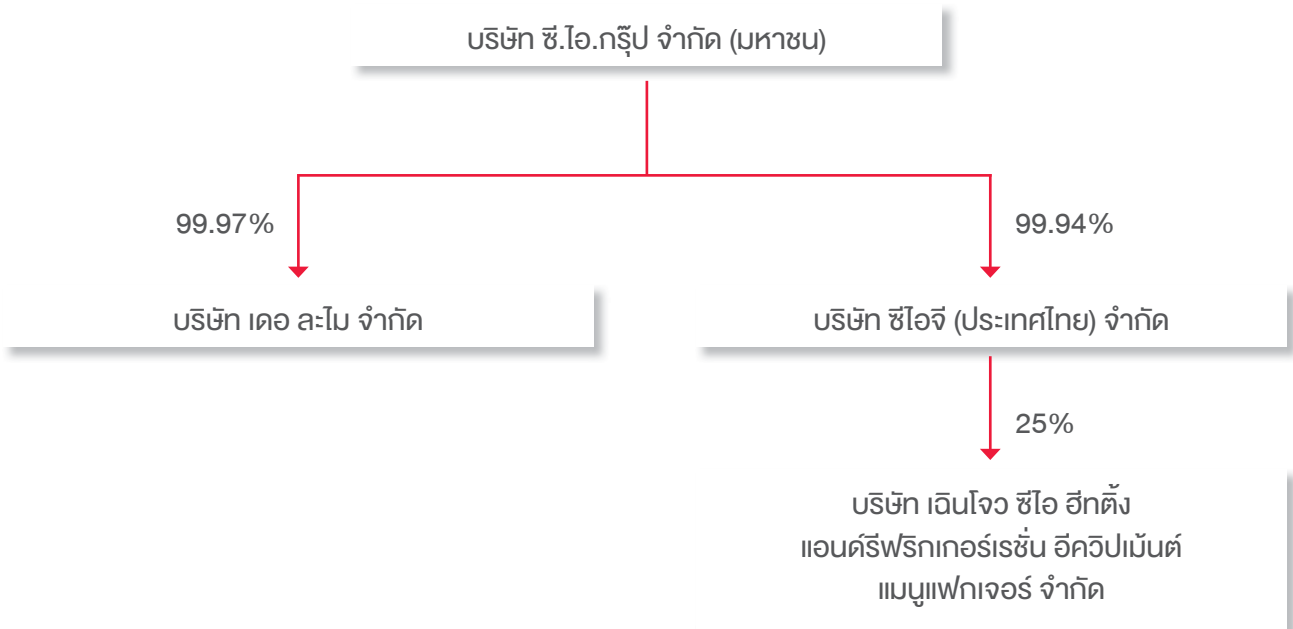 บริษัท ซี.ไอ.กรุ๊ป จำกัด (มหาชน)
99.97%
99.94%
บริษัท เดอ ละไม จำกัด
บริษัท ซีไอจี (ประเทศไทย) จำกัด
25%
บริษัท เฉินโจว ซีไอ ฮีทติ้ง
แอนด์รีฟริกเกอร์เรชั่น อีควิปเม้นต์
แมนูแฟกเจอร์ จำกัด